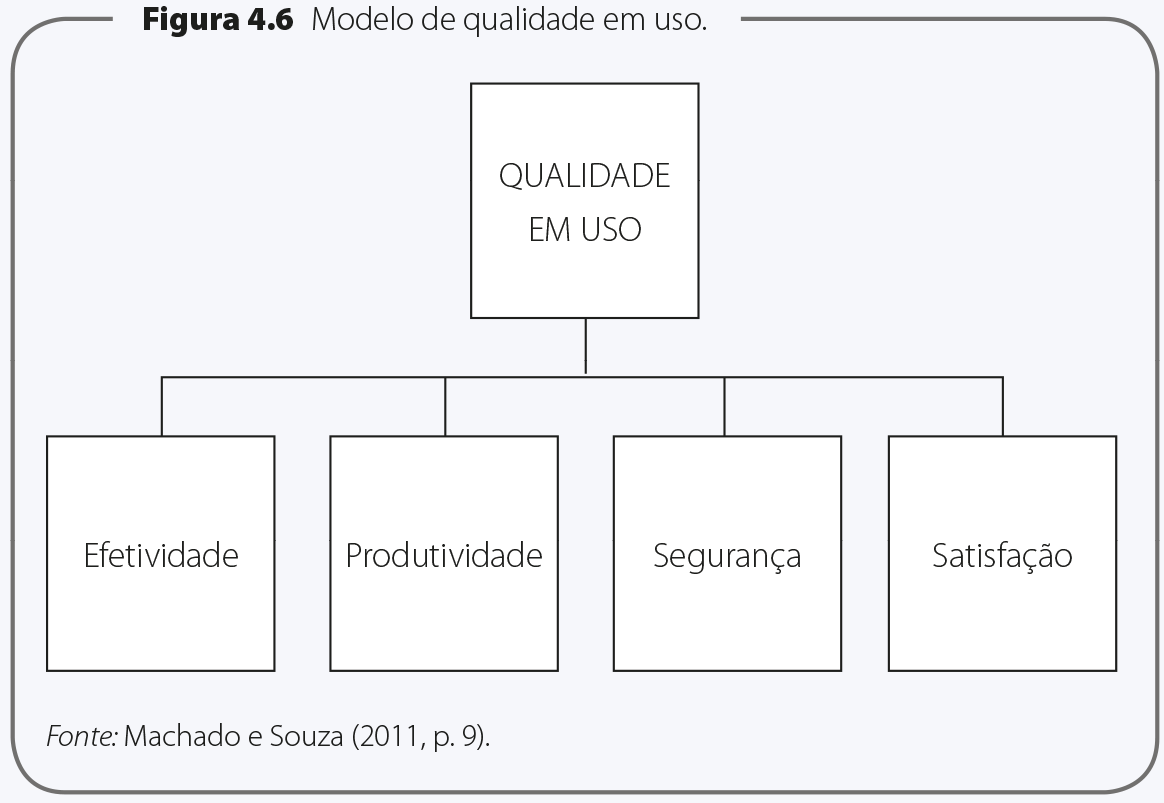 Figura 4.6 Modelo de qualidade em uso.
QUALIDADE
EM USO
Efetividade
Produtividade
Segurança
Satisfação
Fonte: Machado e Souza (2011, p. 9).